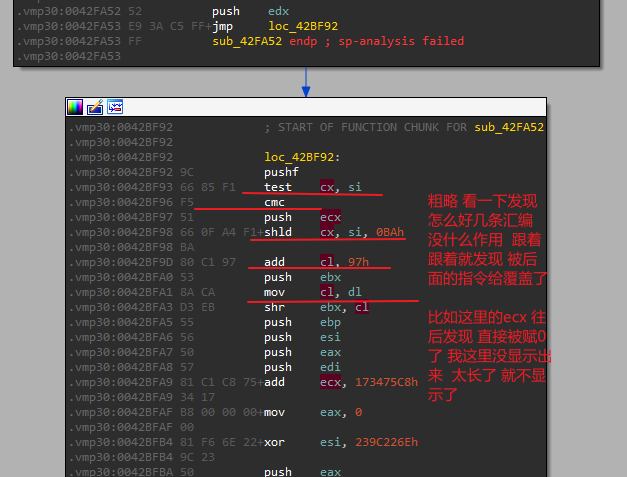 .vmp30:0042FA52 52 push edx
.vmp30:0042FA53 E9 3A C5 FF+jmp loc_42BF92
.vmp30:0042FA53 FF sub_42FA52 endp ; sp-analysis failed
.vmp30:0042FA53
.vmp30:0042BF92 ; START OF FUNCTION CHUNK FOR sub_42FA52
.vmp30:0042BF92
.vmp30:0042BF92 loc_42BF92:
.vmp30:0042BF92 9C pushf
.vmp30:0042BF93 66 85 F1 test cx, si
.vmp30:0042BF96 F5 cmc
.vmp30:0042BF97 51 push ecx
.vmp30:0042BF98 66 0F A4 F1+shld cx, si, 0BAh
.vmp30:0042BF98 BA
.vmp30:0042BF9D 80 C1 97 add cl, 97h
.vmp30:0042BFA0 53 push ebx
.vmp30:0042BFA1 8A CA mov cl, dl
.vmp30:0042BFA3 D3 EB shr ebx, cl
.vmp30:0042BFA5 55 push ebp
.vmp30:0042BFA6 56 push esi
.vmp30:0042BFA7 50 push eax
.vmp30:0042BFA8 57 push edi
.vmp30:0042BFA9 81 C1 C8 75+add ecx, 173475C8h
.vmp30:0042BFA9 34 17
.vmp30:0042BFAF B8 00 00 00+mov eax, 0
.vmp30:0042BFAF 00
.vmp30:0042BFB4 81 F6 6E 22+xor esi, 239C226Eh
.vmp30:0042BFB4 9C 23
.vmp30:0042BFBA 50 push eax
粗略 看一下发现
怎么好几条汇编
没什么作用 跟着
跟着就发现 被后
面的指令给覆盖了
比如这里的ecx 往
后发现 直接被赋0
了 我这里没显示出
来 太长了 就不显
示了